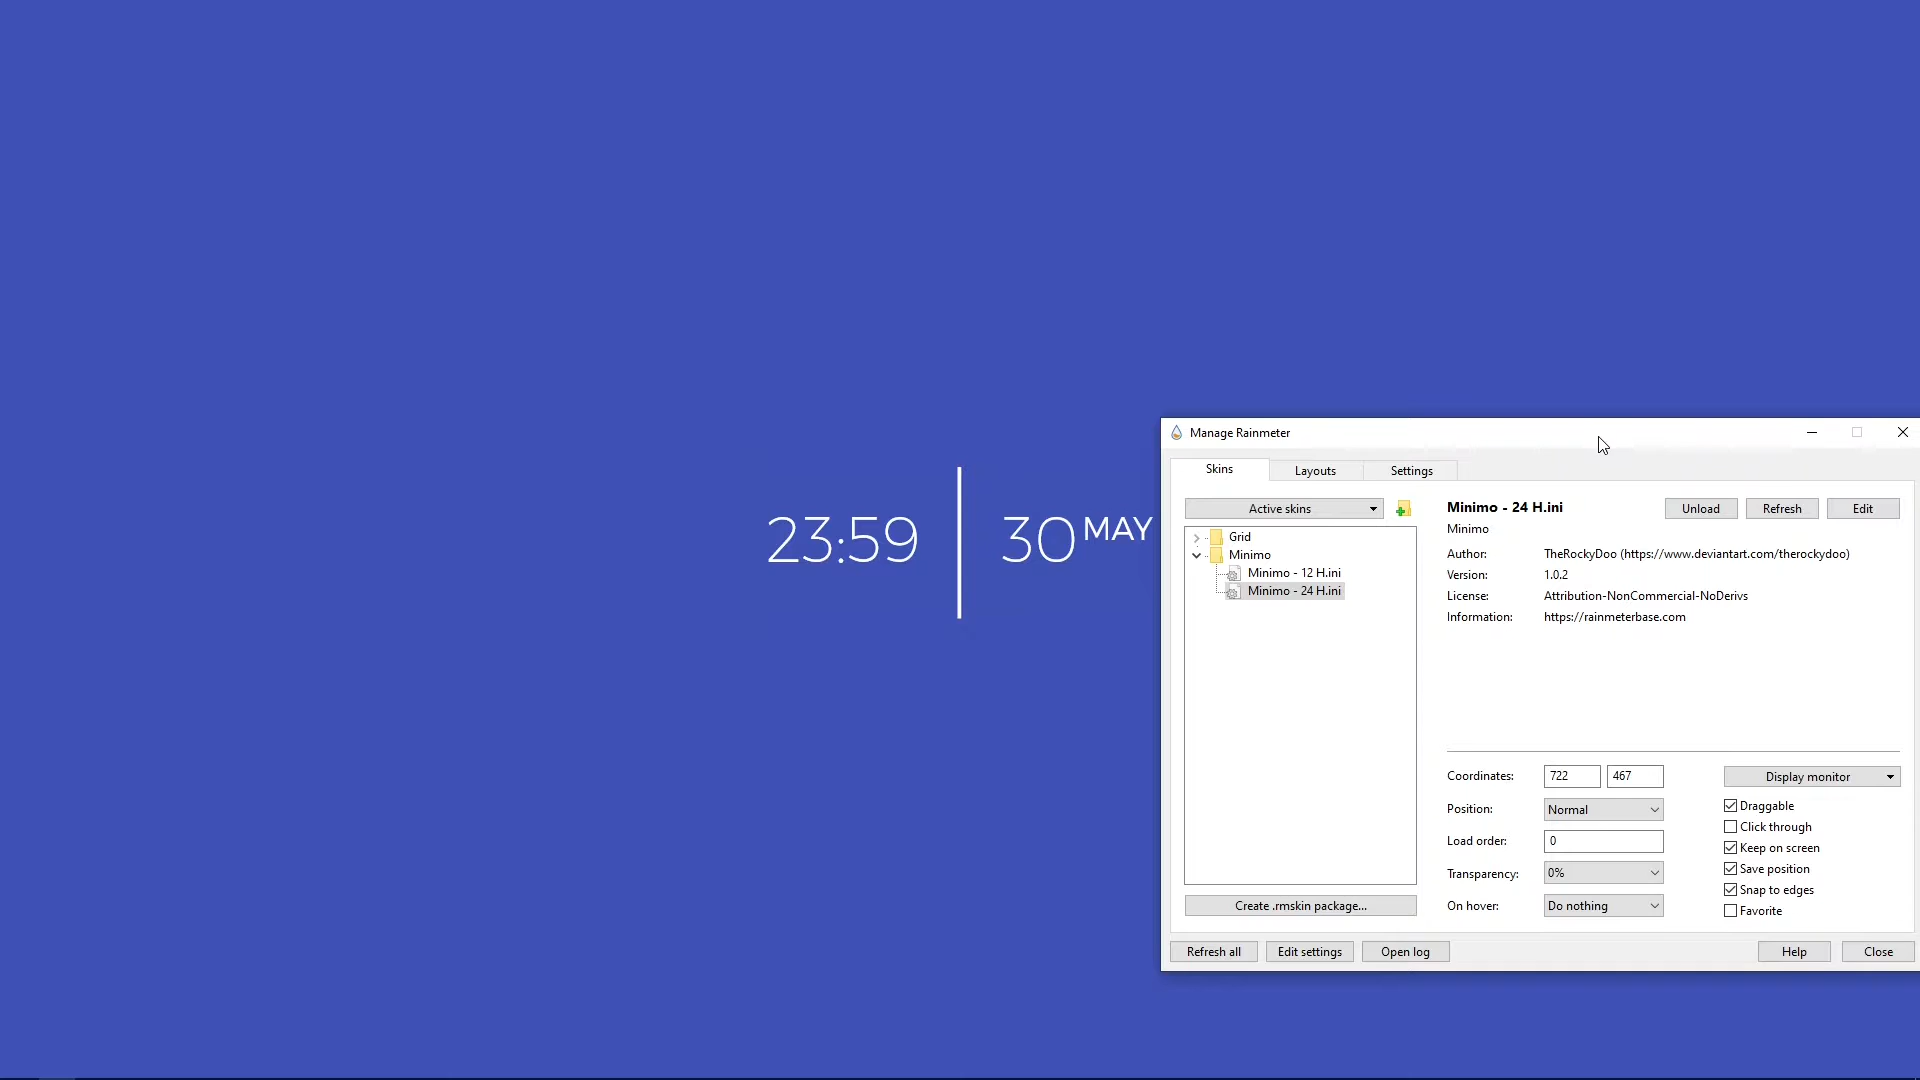 23:59
30 MAY
Manage Rainmeter
Skins
Layouts
Settings
Active skins
Grid
Minimo
Minimo - 12 H.ini
Minimo - 24 H.ini
Create .rmskin package...
Minimo - 24 H.ini
Unload
Refresh
Edit
Minimo
Author: TheRockyDoo (https://www.deviantart.com/therockydoo)
Version: 1.0.2
License: Attribution-NonCommercial-NoDerivs
Information: https://rainmeterbase.com
Coordinates: 722 467
Position: Normal
Load order: 0
Transparency: 0%
On hover: Do nothing
Display monitor
Draggable
Click through
Keep on screen
Save position
Snap to edges
Favorite
Refresh all
Edit settings
Open log
Help
Close